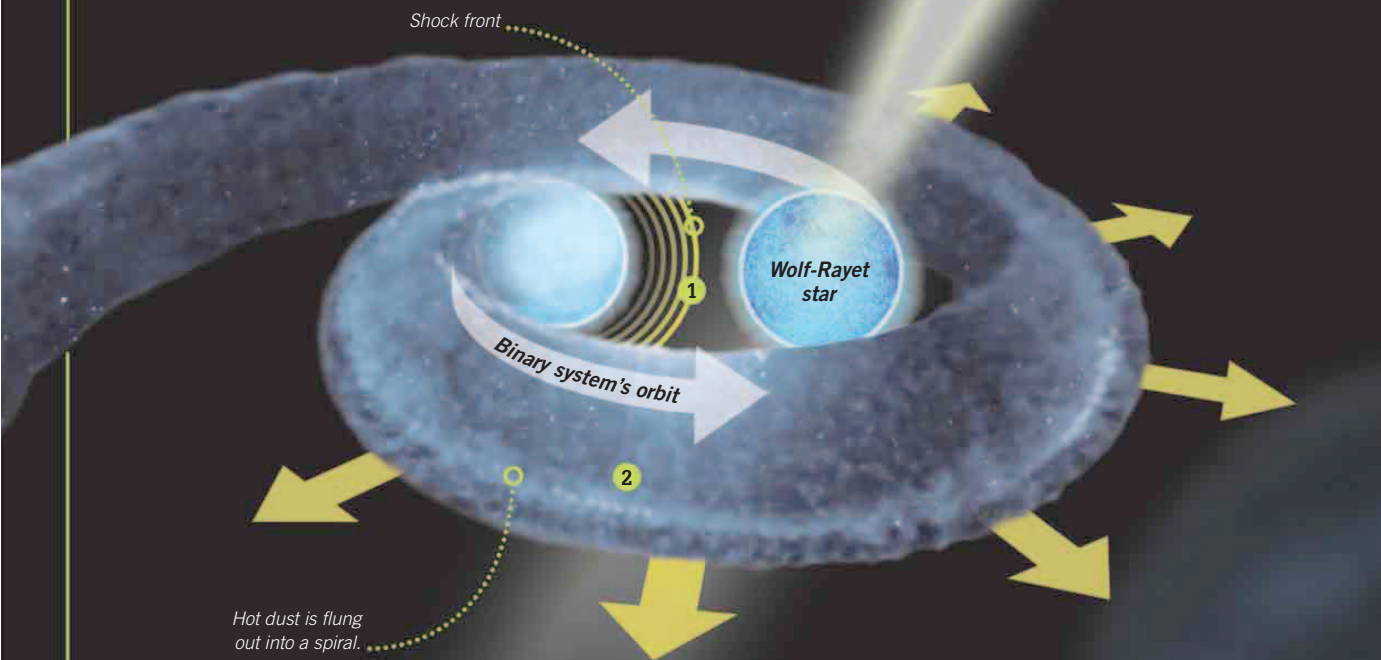 Shock front
Wolf-Rayet
star
1
Binary system's orbit
2
Hot dust is flung
out into a spiral.